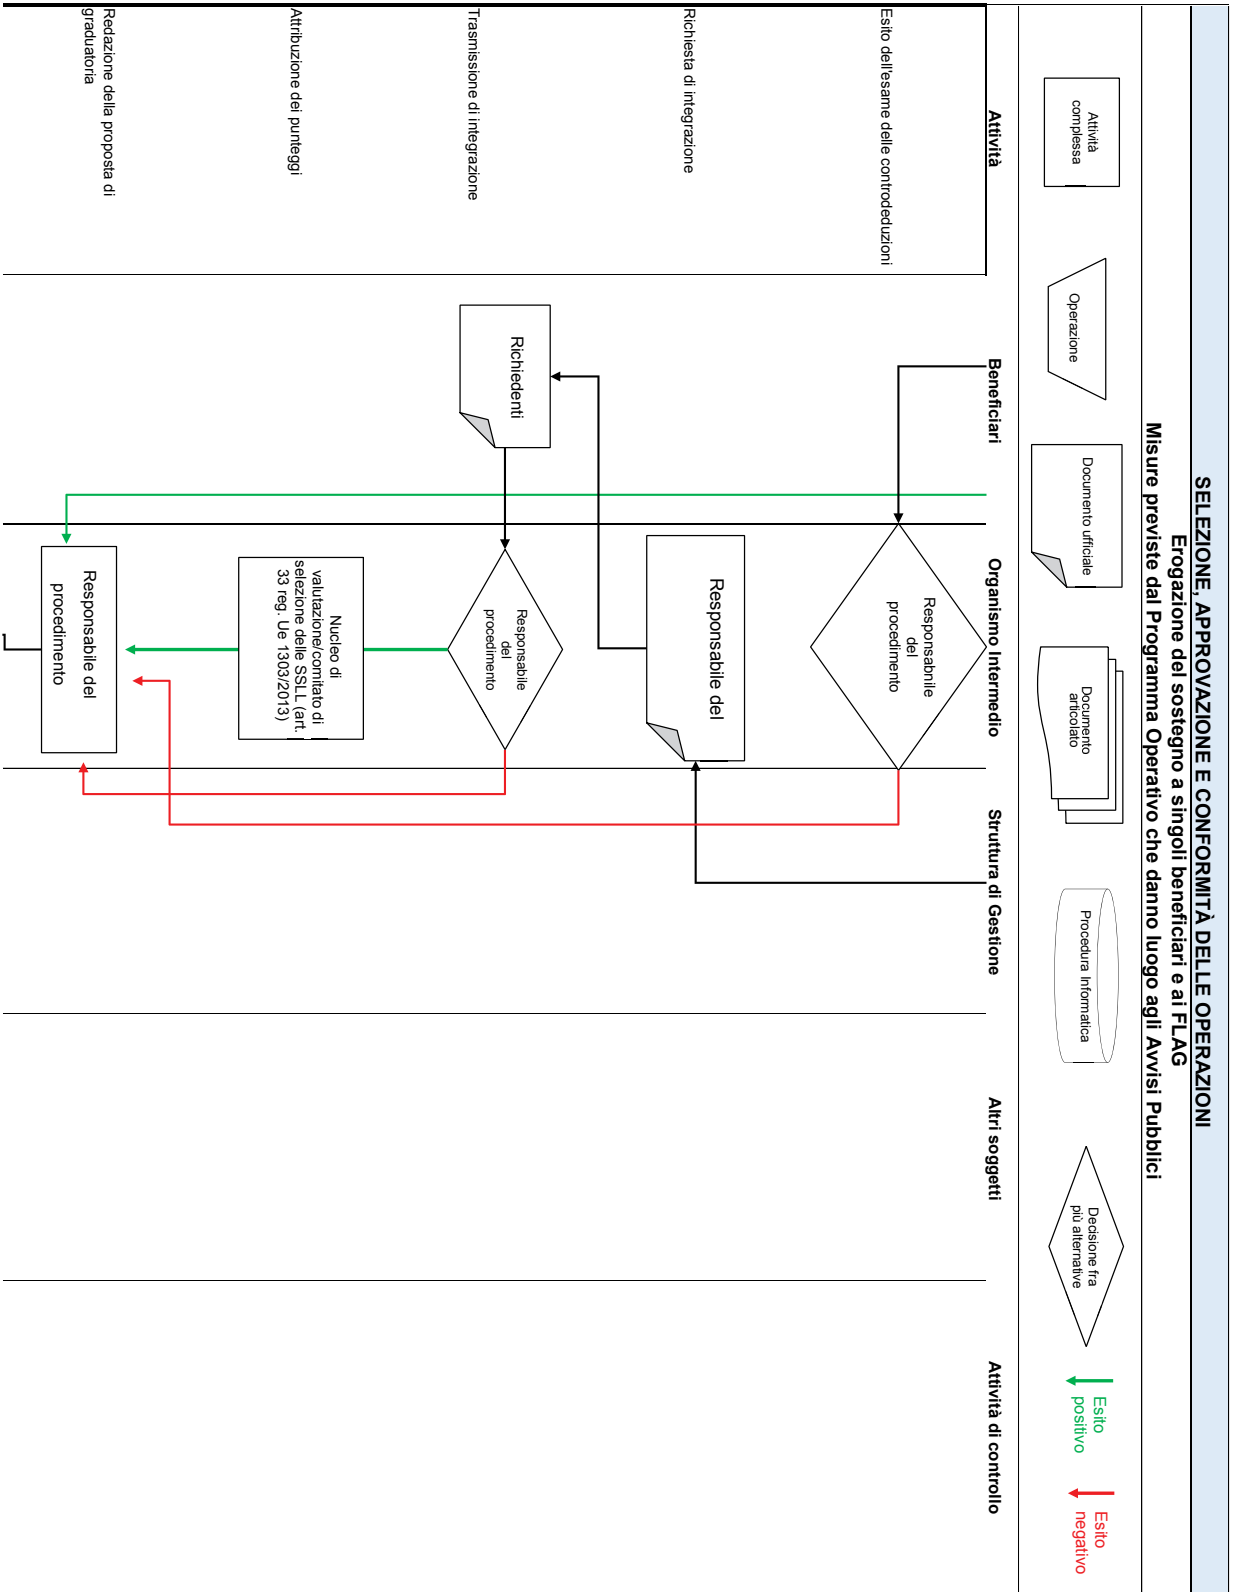 SELEZIONE, APPROVAZIONE E CONFORMITÀ DELLE OPERAZIONI
Erogazione del sostegno a singoli beneficiari e ai FLAG
Misure previste dal Programma Operativo che danno luogo agli Avvisi Pubblici
Attività
complessa
Operazione
Documento ufficiale
Documento
articolato
Procedura Informatica
Decisione fra
più alternative
Esito
positivo
Esito
negativo
Attività
Beneficiari
Organismo Intermedio
Struttura di Gestione
Altri soggetti
Attività di controllo
Esito dell'esame delle controdeduzioni
Responsabnile
del
procedimento
Richiesta di integrazione
Responsabile del
Trasmissione di integrazione
Richiedenti
Responsabile
del
procedimento
Attribuzione dei punteggi
Nucleo di
valutazione/comitato di
selezione delle SSLL (art.
33 reg. Ue 1303/2013)
Redazione della proposta di
graduatoria
Responsabile del
procedimento